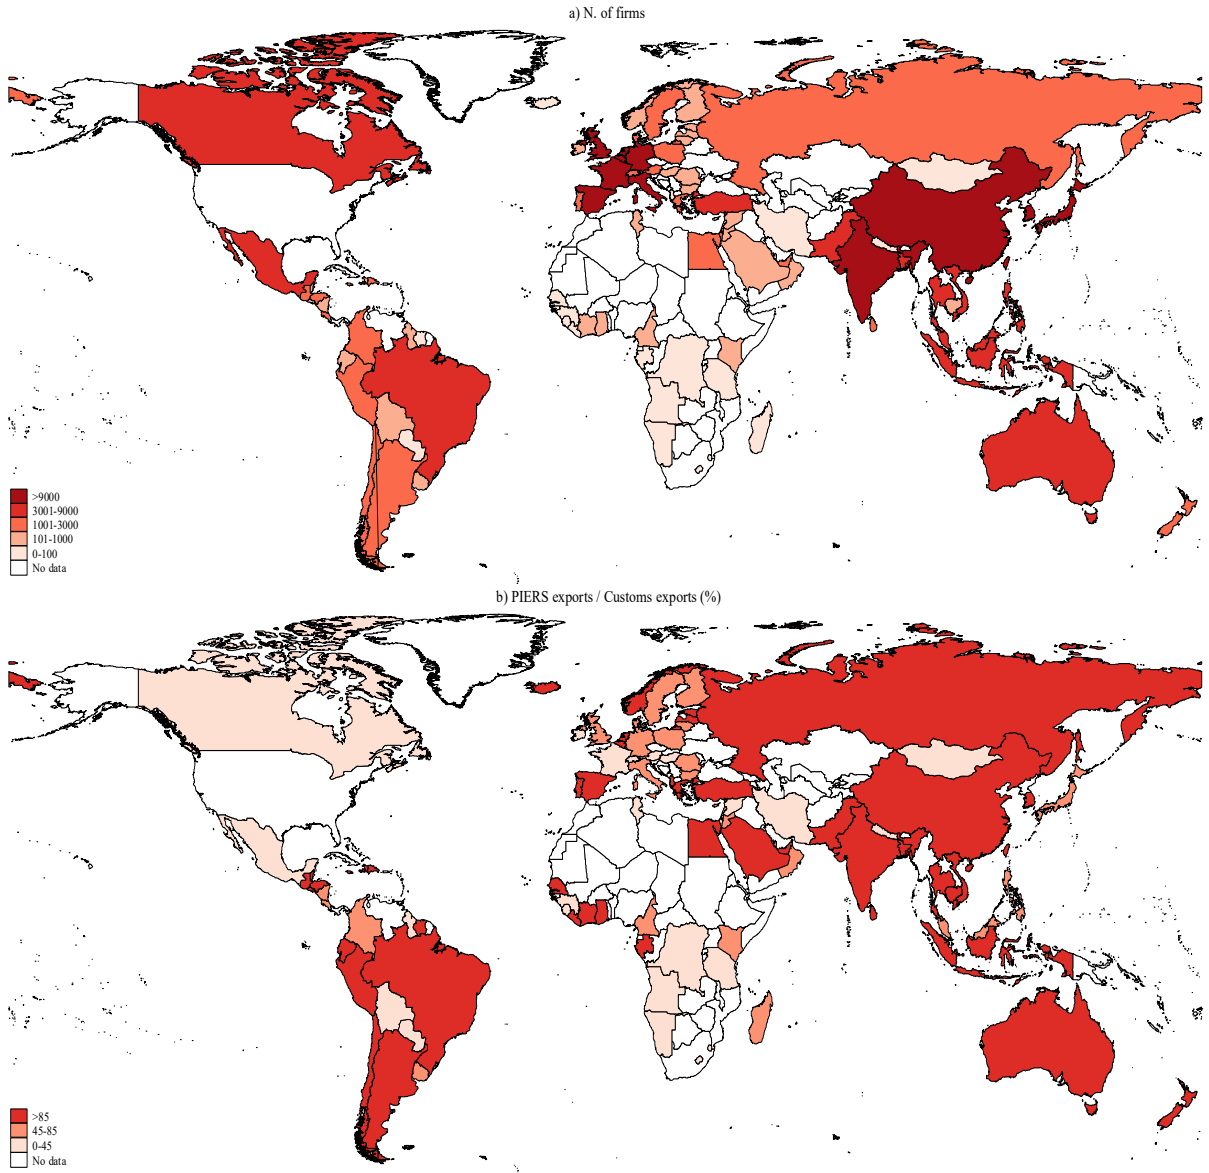 a) N. of firms
>9000
3001-9000
1001-3000
101-1000
0-100
No data
b) PIERS exports / Customs exports (%)
>85
45-85
0-45
No data